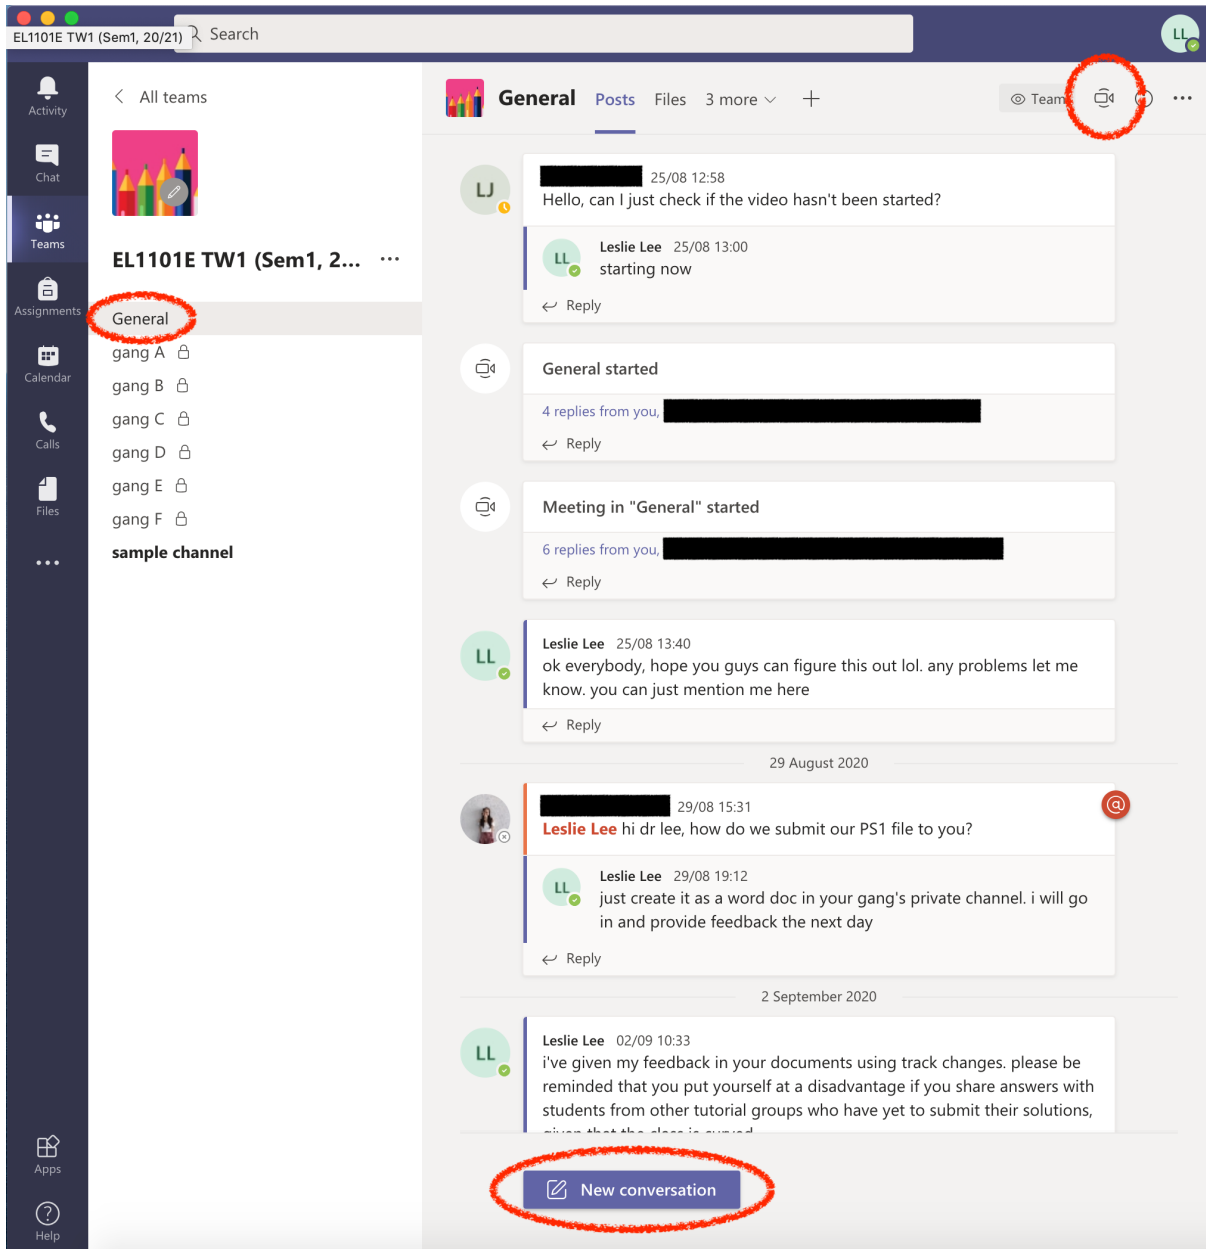 EL1101E TW1 (Sem1, 20/21)
Search
LL
Activity
Chat
Teams
Assignments
Calendar
Calls
Files
Apps
Help
All teams
EL1101E TW1 (Sem1, 2...
General
gang A
gang B
gang C
gang D
gang E
gang F
sample channel
General Posts Files 3 more
Team
LJ
25/08 12:58
Hello, can I just check if the video hasn't been started?
LL
Leslie Lee 25/08 13:00
starting now
Reply
General started
4 replies from you,
Reply
Meeting in "General" started
6 replies from you,
Reply
LL
Leslie Lee 25/08 13:40
ok everybody, hope you guys can figure this out lol. any problems let me
know. you can just mention me here
Reply
29 August 2020
29/08 15:31
@
Leslie Lee hi dr lee, how do we submit our PS1 file to you?
LL
Leslie Lee 29/08 19:12
just create it as a word doc in your gang's private channel. i will go
in and provide feedback the next day
Reply
2 September 2020
LL
Leslie Lee 02/09 10:33
i've given my feedback in your documents using track changes. please be
reminded that you put yourself at a disadvantage if you share answers with
students from other tutorial groups who have yet to submit their solutions,
given that the class is curved
New conversation